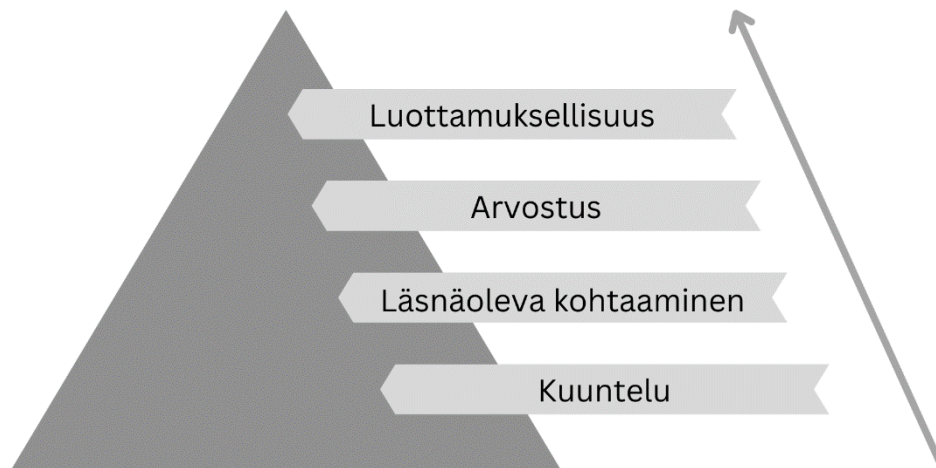 Luottamuksellisuus
Arvostus
Läsnäoleva kohtaaminen
Kuuntelu